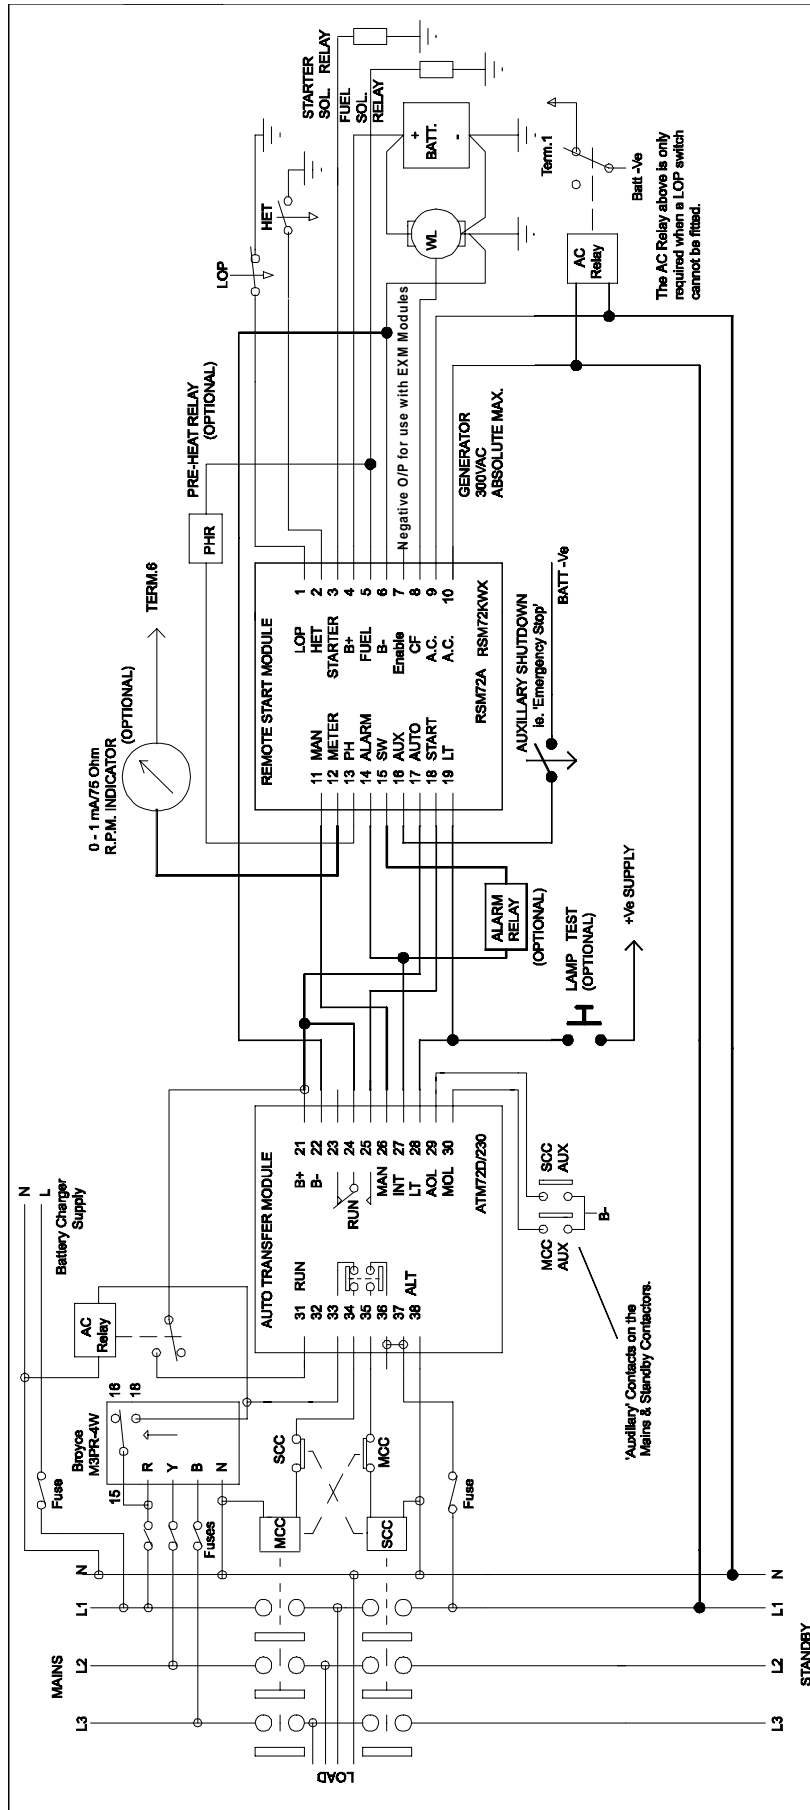 STARTER
SOL. RELAY
FUEL
SOL.
RELAY
+
BATT.
-
WL
HET
LOP
Term.1
Batt -Ve
AC
Relay
The AC Relay above is only
required when a LOP switch
cannot be fitted.
PRE-HEAT RELAY
(OPTIONAL)
PHR
Negative O/P for use with EXM Modules
GENERATOR
300VAC
ABSOLUTE MAX.
TERM.6
0 - 1 mA/75 Ohm
R.P.M. INDICATOR
(OPTIONAL)
REMOTE START MODULE
LOP 1
HET 2
STARTER 3
B+ 4
FUEL 5
B- 6
Enable 7
CF 8
A.C. 9
A.C. 10
11 MAN
12 METER
13 PH
14 ALARM
15 SW
16 AUX
17 AUTO
18 START
19 LT
RSM72A RSM72KWX
AUXILLARY SHUTDOWN
ie. 'Emergency Stop'
BATT -Ve
ALARM
RELAY
(OPTIONAL)
LAMP TEST
(OPTIONAL)
+Ve SUPPLY
AUTO TRANSFER MODULE
B+ 21
B- 22
23
RUN 24
25
MAN 26
INT 27
LT 28
AOL 29
MOL 30
31 RUN
32
33
34
35
36
37 ALT
38
ATM72D/230
MCC
AUX
SCC
AUX
B-
'Auxillary' Contacts on the
Mains & Standby Contactors.
N
L
Battery Charger
Supply
AC
Relay
Broyce
M3PR-4W
16
18
15
R
Y
B
N
Fuse
Fuses
SCC
MCC
MCC
SCC
Fuse
MAINS
N
L1
L2
L3
LOAD
N
L1
L2
L3
STANDBY